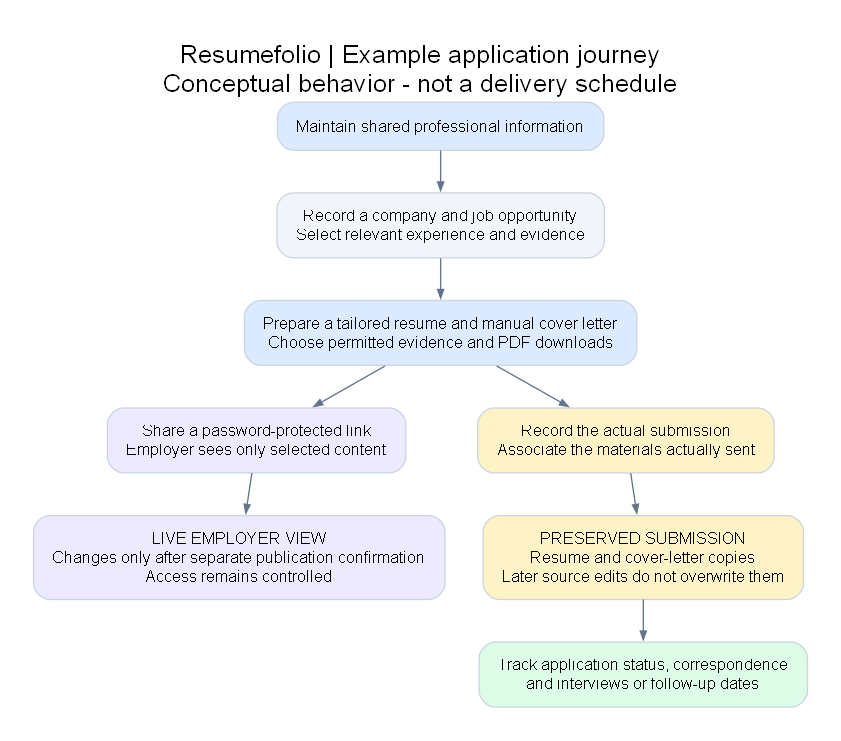 Resumefolio | Example application journey
Conceptual behavior - not a delivery schedule
Maintain shared professional information
Record a company and job opportunity
Select relevant experience and evidence
Prepare a tailored resume and manual cover letter
Choose permitted evidence and PDF downloads
Share a password-protected link
Employer sees only selected content
Record the actual submission
Associate the materials actually sent
LIVE EMPLOYER VIEW
Changes only after separate publication confirmation
Access remains controlled
PRESERVED SUBMISSION
Resume and cover-letter copies
Later source edits do not overwrite them
Track application status, correspondence
and interviews or follow-up dates